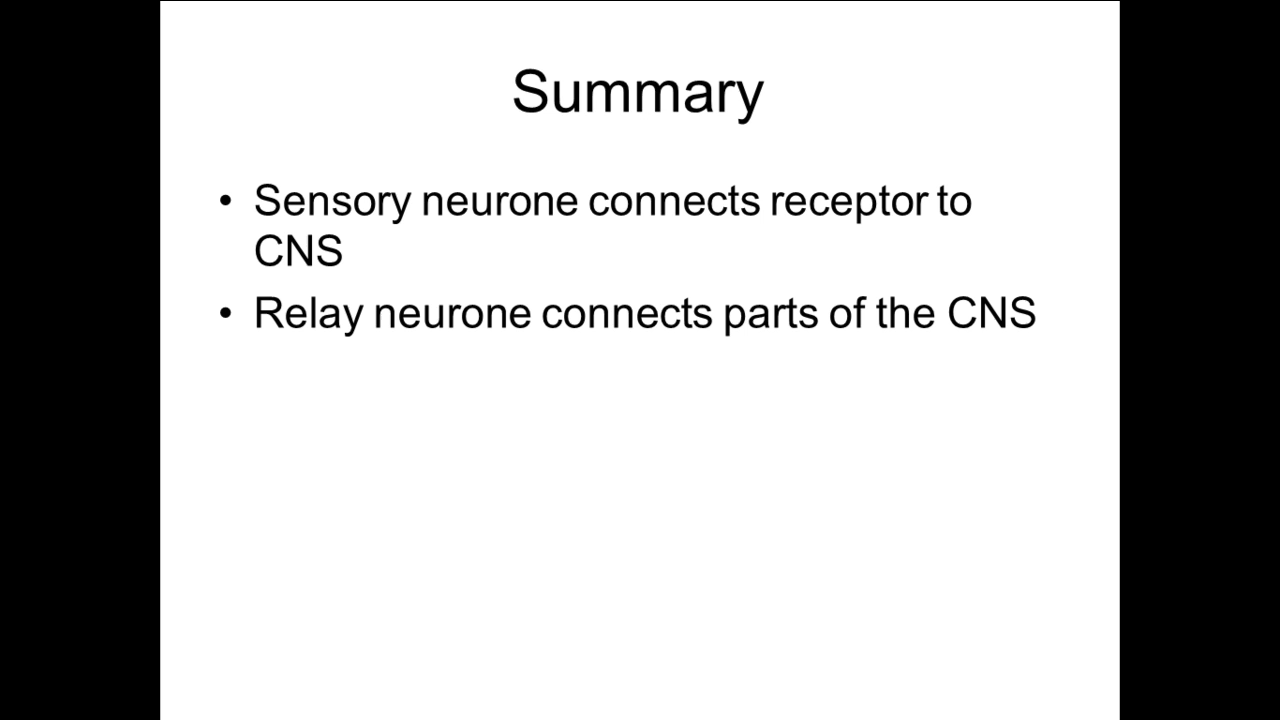 Summary
• Sensory neurone connects receptor to
CNS
• Relay neurone connects parts of the CNS